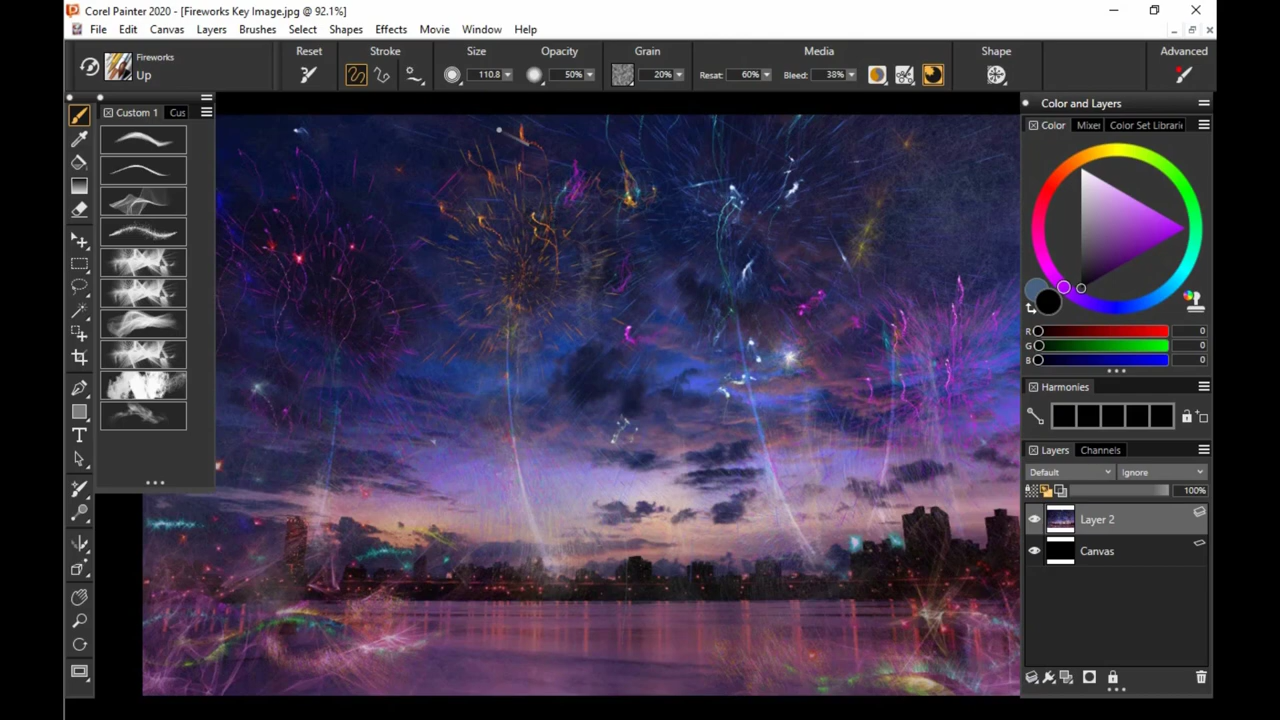 Corel Painter 2020 - [Fireworks Key Image.jpg @ 92.1%]
File Edit Canvas Layers Brushes Select Shapes Effects Movie Window Help
Reset Stroke Size Opacity Grain Media Shape Advanced
Fireworks
Up
110.8 50% 20% Resat: 60% Bleed: 38%
Color and Layers
Custom 1 Cus
Color Mixer Color Set Librari
R 0
G 0
B 0
Harmonies
Layers Channels
Default Ignore
100%
Layer 2
Canvas